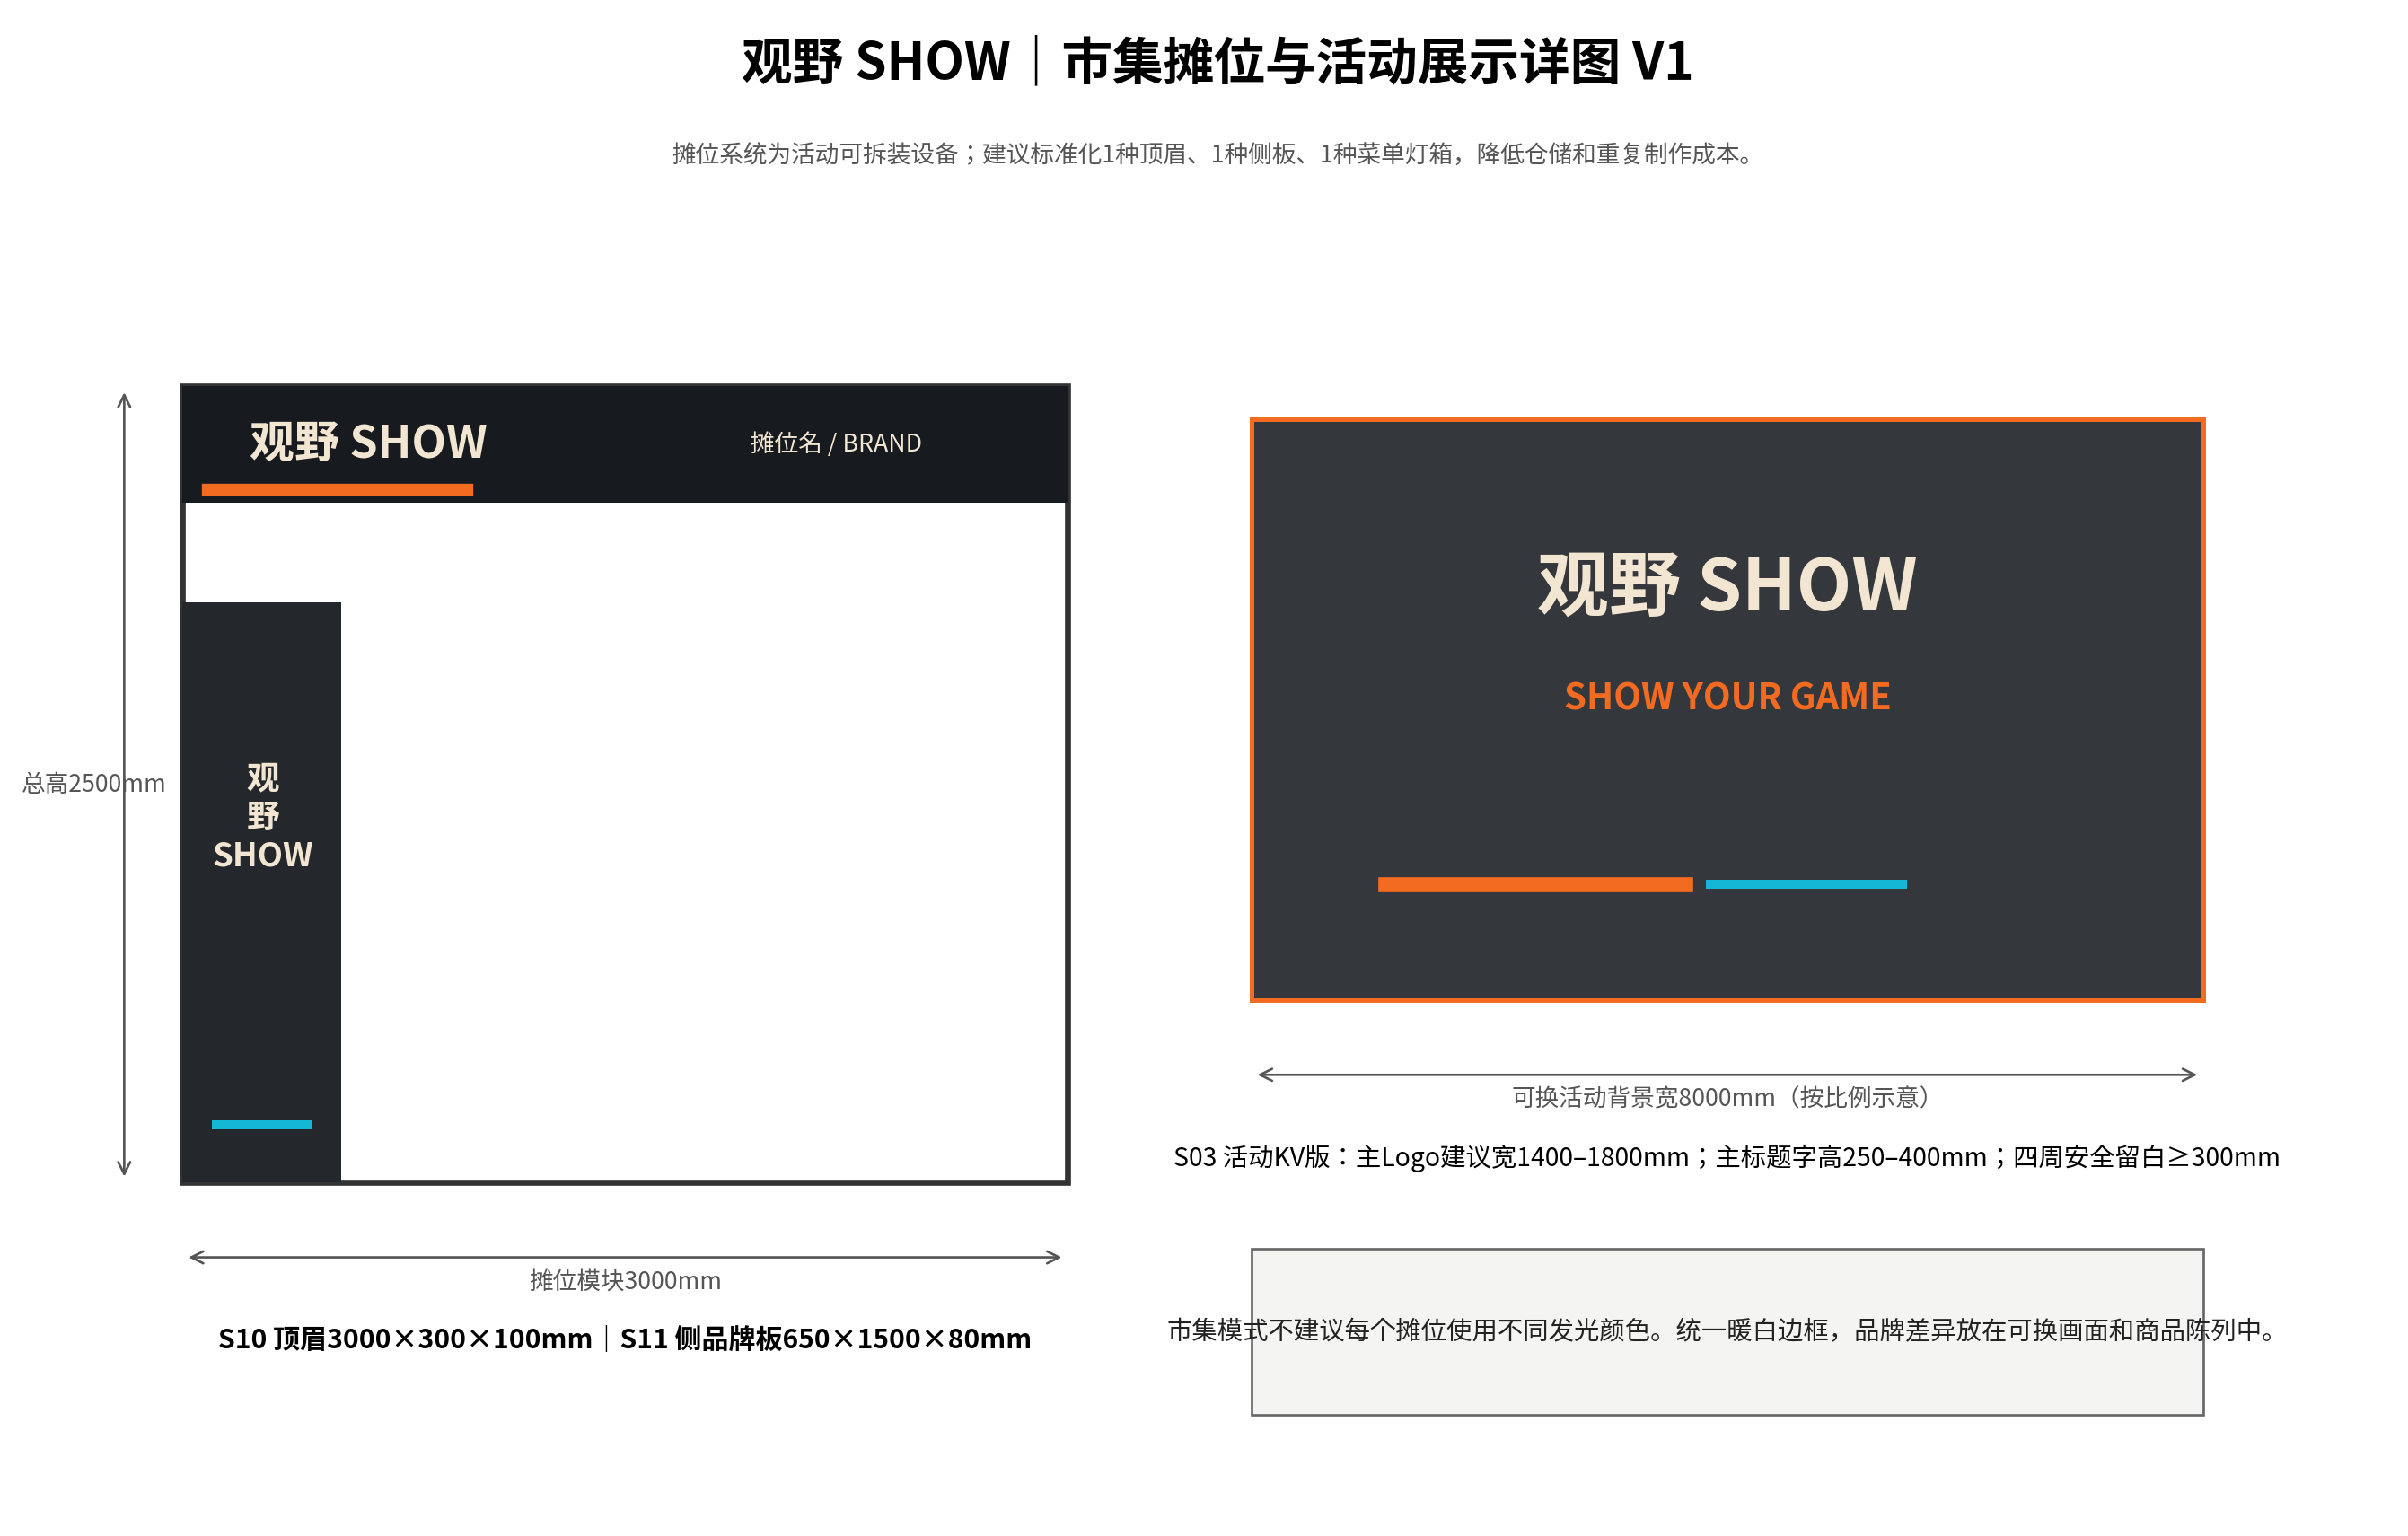 观野 SHOW｜市集摊位与活动展示详图 V1
摊位系统为活动可拆装设备；建议标准化1种顶眉、1种侧板、1种菜单灯箱，降低仓储和重复制作成本。
观野 SHOW
摊位名 / BRAND
观
野
SHOW
总高2500mm
摊位模块3000mm
S10 顶眉3000×300×100mm｜S11 侧品牌板650×1500×80mm
观野 SHOW
SHOW YOUR GAME
可换活动背景宽8000mm（按比例示意）
S03 活动KV版：主Logo建议宽1400–1800mm；主标题字高250–400mm；四周安全留白≥300mm
市集模式不建议每个摊位使用不同发光颜色。统一暖白边框，品牌差异放在可换画面和商品陈列中。